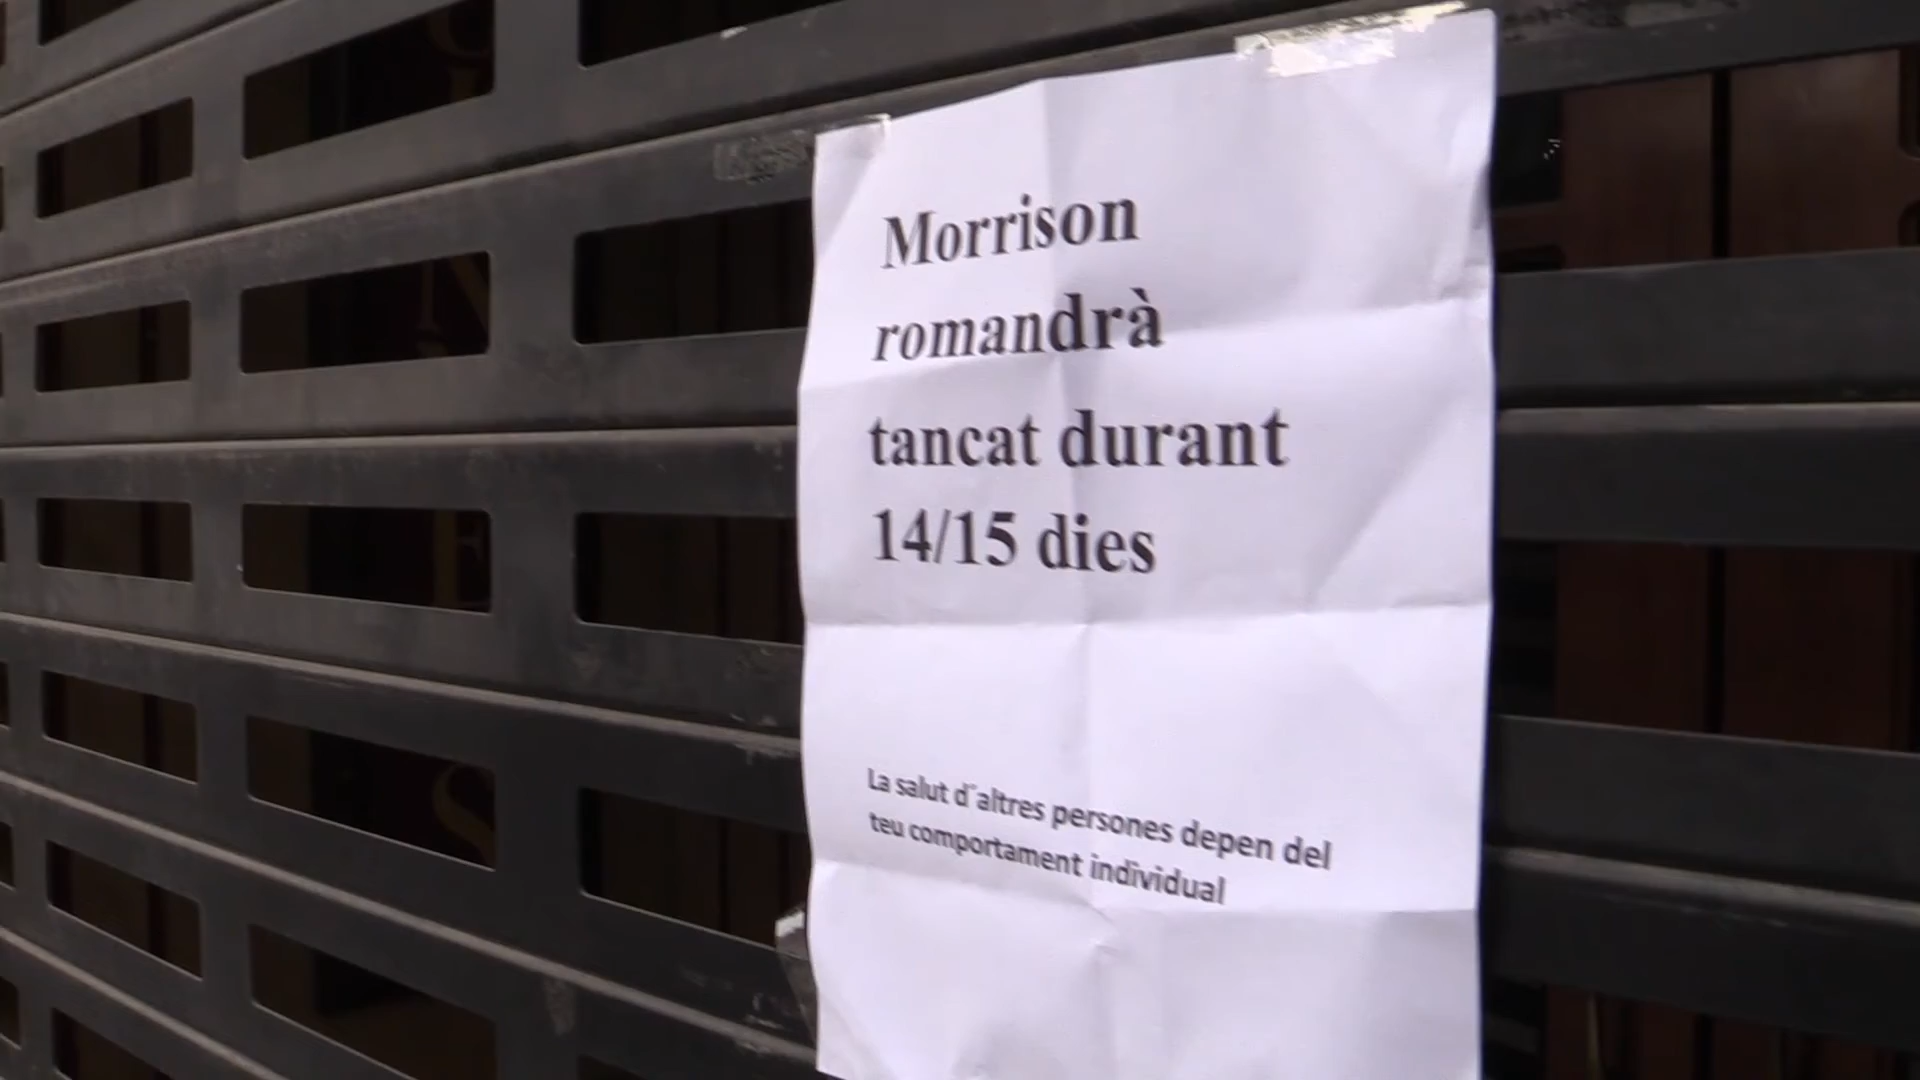 Morrison
romandrà
tancat durant
14/15 dies
La salut d´altres persones depen del
teu comportament individual